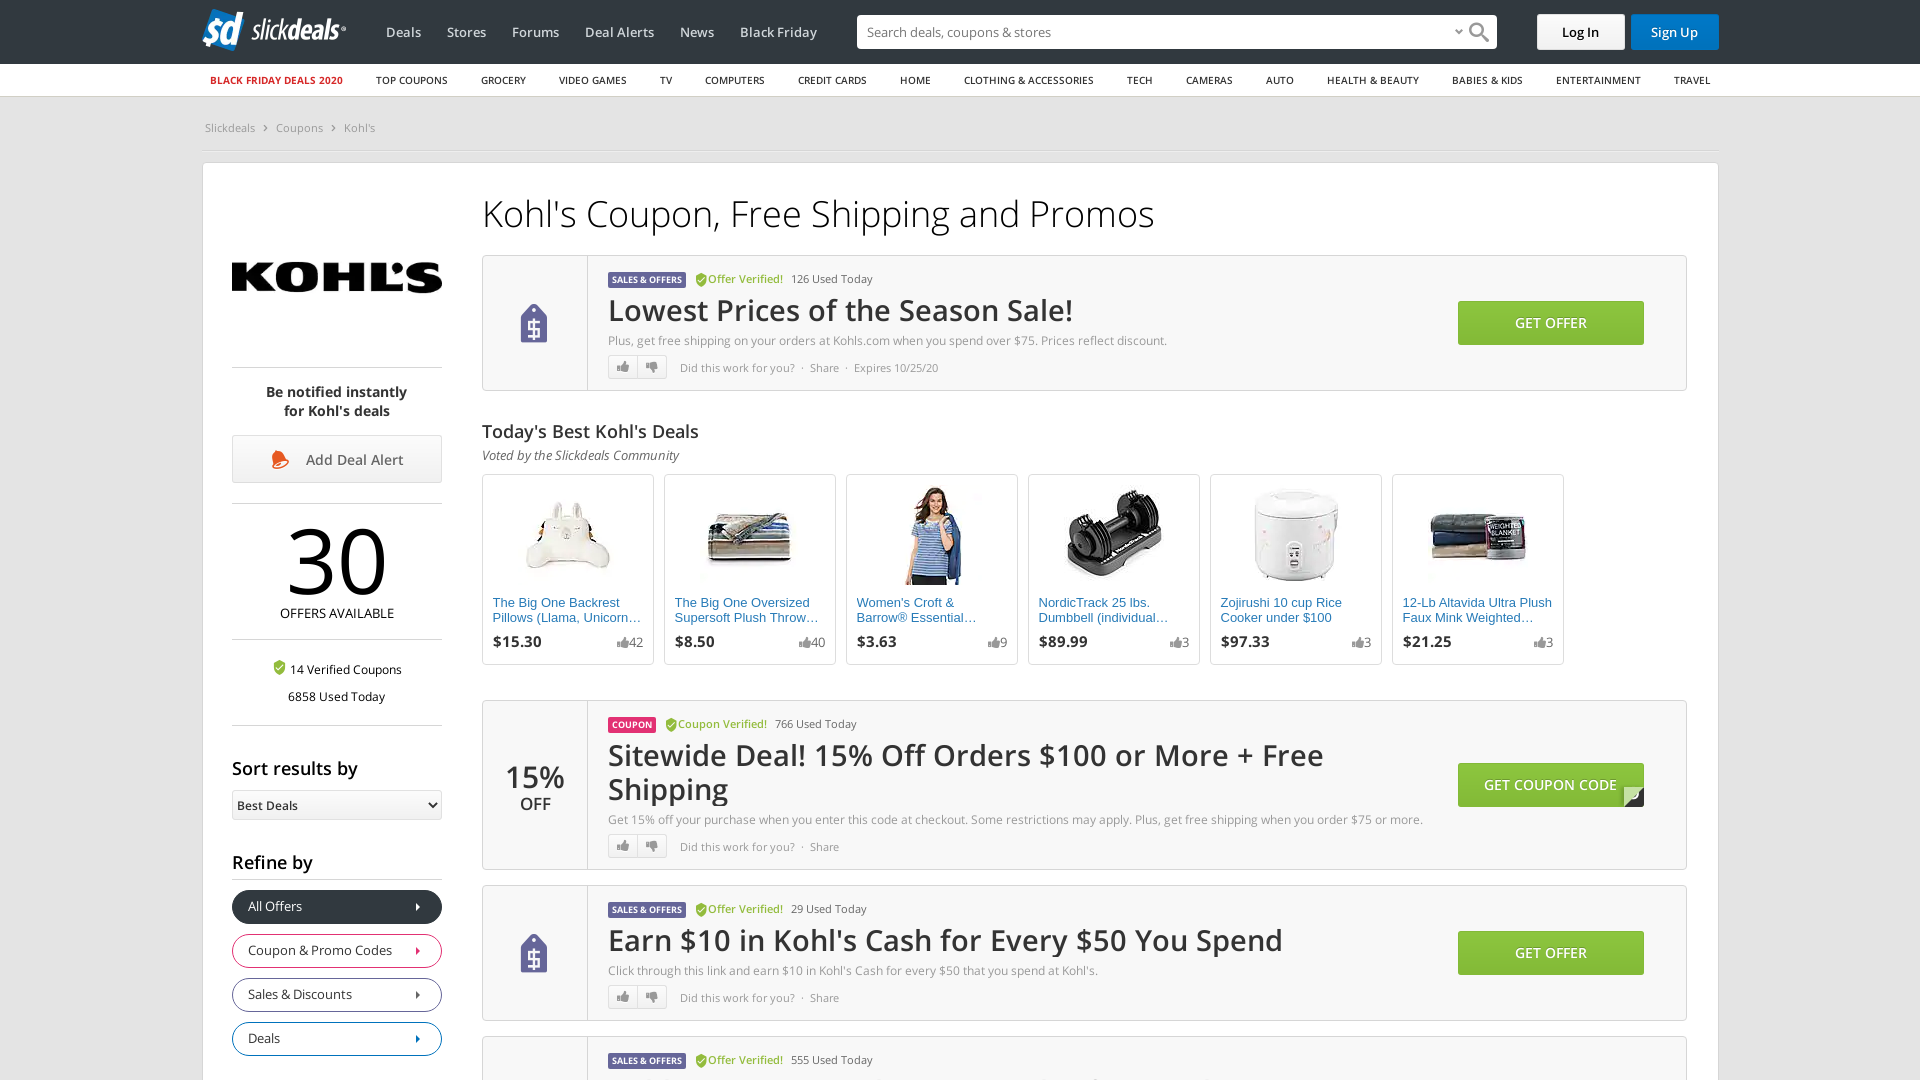 sd slickdeals
Deals
Stores
Forums
Deal Alerts
News
Black Friday
Search deals, coupons & stores
Log In
Sign Up
BLACK FRIDAY DEALS 2020
TOP COUPONS
GROCERY
VIDEO GAMES
TV
COMPUTERS
CREDIT CARDS
HOME
CLOTHING & ACCESSORIES
TECH
CAMERAS
AUTO
HEALTH & BEAUTY
BABIES & KIDS
ENTERTAINMENT
TRAVEL
Slickdeals > Coupons > Kohl's
KOHL'S
Be notified instantly
for Kohl's deals
Add Deal Alert
30
OFFERS AVAILABLE
14 Verified Coupons
6858 Used Today
Sort results by
Best Deals
Refine by
All Offers
Coupon & Promo Codes
Sales & Discounts
Deals
Kohl's Coupon, Free Shipping and Promos
SALES & OFFERS Offer Verified! 126 Used Today
Lowest Prices of the Season Sale!
Plus, get free shipping on your orders at Kohls.com when you spend over $75. Prices reflect discount.
Did this work for you? · Share · Expires 10/25/20
GET OFFER
Today's Best Kohl's Deals
Voted by the Slickdeals Community
The Big One Backrest
Pillows (Llama, Unicorn…
$15.30 42
The Big One Oversized
Supersoft Plush Throw…
$8.50 40
Women's Croft &
Barrow® Essential…
$3.63 9
NordicTrack 25 lbs.
Dumbbell (individual…
$89.99 3
Zojirushi 10 cup Rice
Cooker under $100
$97.33 3
WEIGHTED
BLANKET
12-Lb Altavida Ultra Plush
Faux Mink Weighted…
$21.25 3
15%
OFF
COUPON Coupon Verified! 766 Used Today
Sitewide Deal! 15% Off Orders $100 or More + Free
Shipping
Get 15% off your purchase when you enter this code at checkout. Some restrictions may apply. Plus, get free shipping when you order $75 or more.
Did this work for you? · Share
GET COUPON CODE
SALES & OFFERS Offer Verified! 29 Used Today
Earn $10 in Kohl's Cash for Every $50 You Spend
Click through this link and earn $10 in Kohl's Cash for every $50 that you spend at Kohl's.
Did this work for you? · Share
GET OFFER
SALES & OFFERS Offer Verified! 555 Used Today